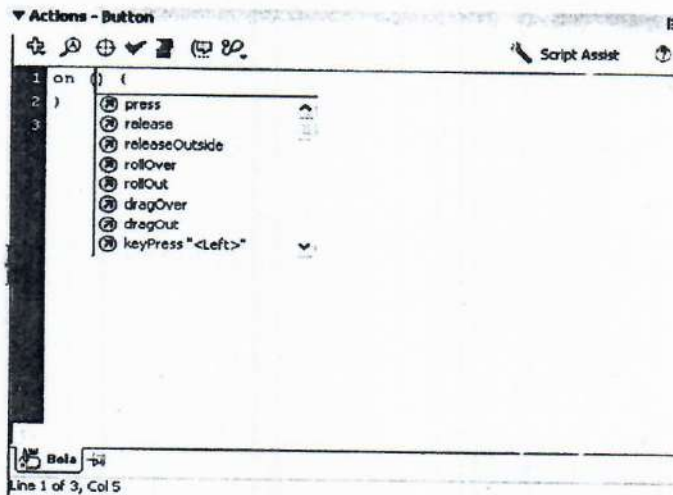 Actions - Button
Script Assist
1 on () {
2 }
3
press
release
releaseOutside
rollOver
rollOut
dragOver
dragOut
keyPress "<Left>"
Bola
Line 1 of 3, Col 5